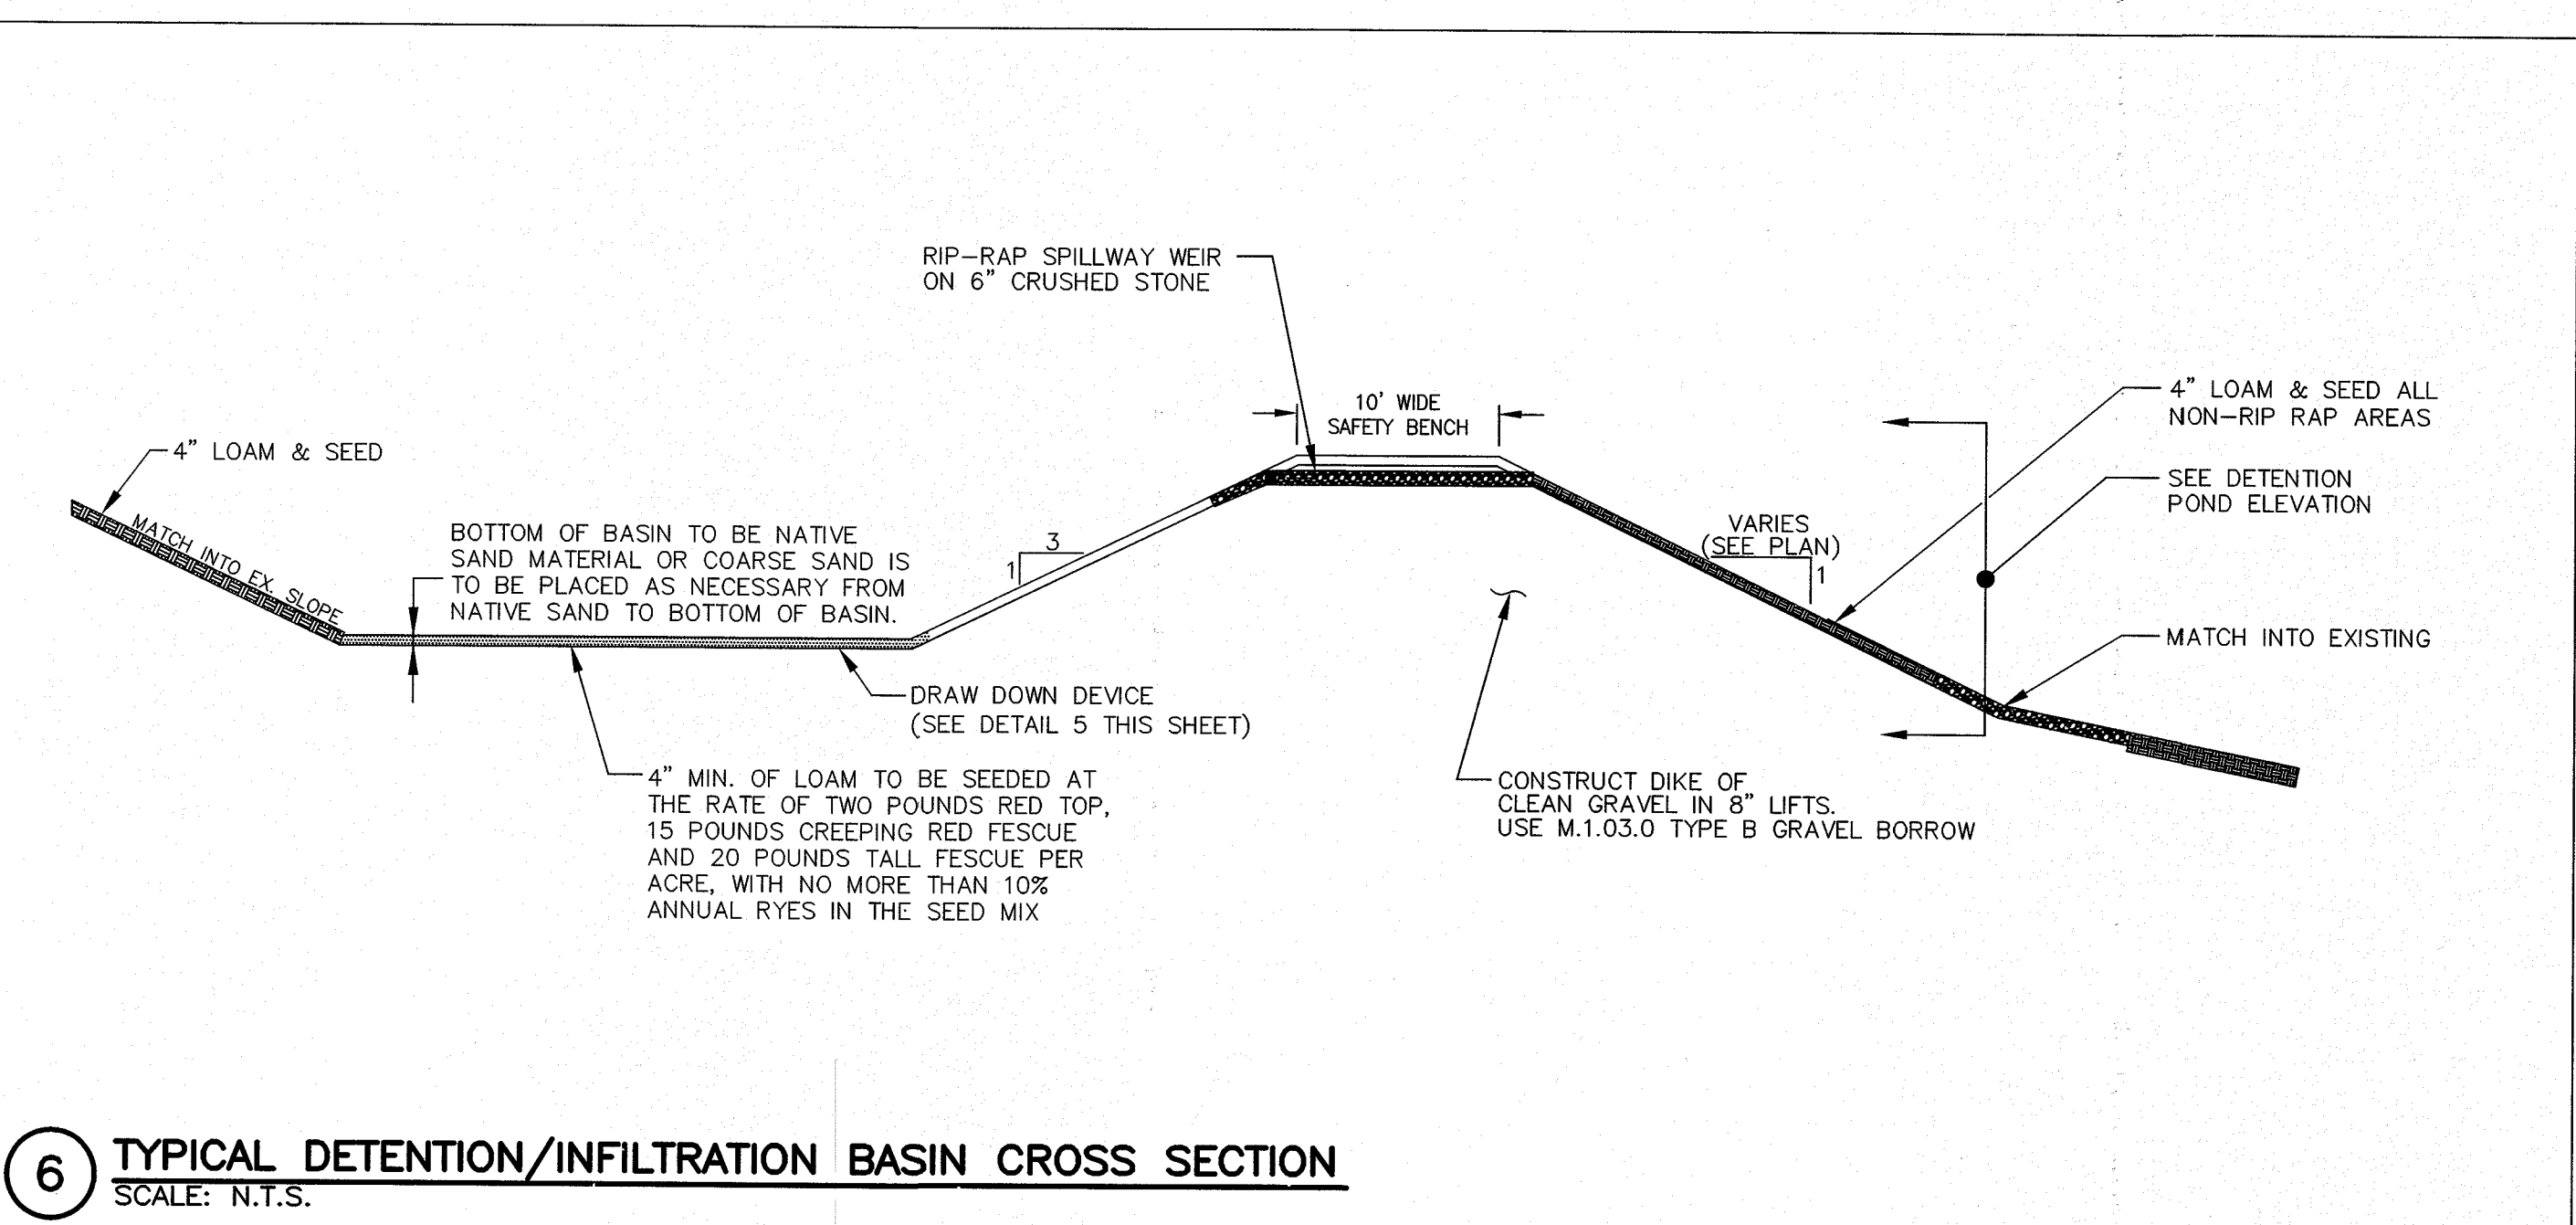 RIP-RAP SPILLWAY WEIR
ON 6" CRUSHED STONE
10' WIDE
SAFETY BENCH
4" LOAM & SEED ALL
NON-RIP RAP AREAS
4" LOAM & SEED
SEE DETENTION
POND ELEVATION
MATCH INTO EX. SLOPE
BOTTOM OF BASIN TO BE NATIVE
SAND MATERIAL OR COARSE SAND IS
TO BE PLACED AS NECESSARY FROM
NATIVE SAND TO BOTTOM OF BASIN.
3
1
VARIES
(SEE PLAN)
1
MATCH INTO EXISTING
DRAW DOWN DEVICE
(SEE DETAIL 5 THIS SHEET)
4" MIN. OF LOAM TO BE SEEDED AT
THE RATE OF TWO POUNDS RED TOP,
15 POUNDS CREEPING RED FESCUE
AND 20 POUNDS TALL FESCUE PER
ACRE, WITH NO MORE THAN 10%
ANNUAL RYES IN THE SEED MIX
CONSTRUCT DIKE OF
CLEAN GRAVEL IN 8" LIFTS.
USE M.1.03.0 TYPE B GRAVEL BORROW
6
TYPICAL DETENTION/INFILTRATION BASIN CROSS SECTION
SCALE: N.T.S.